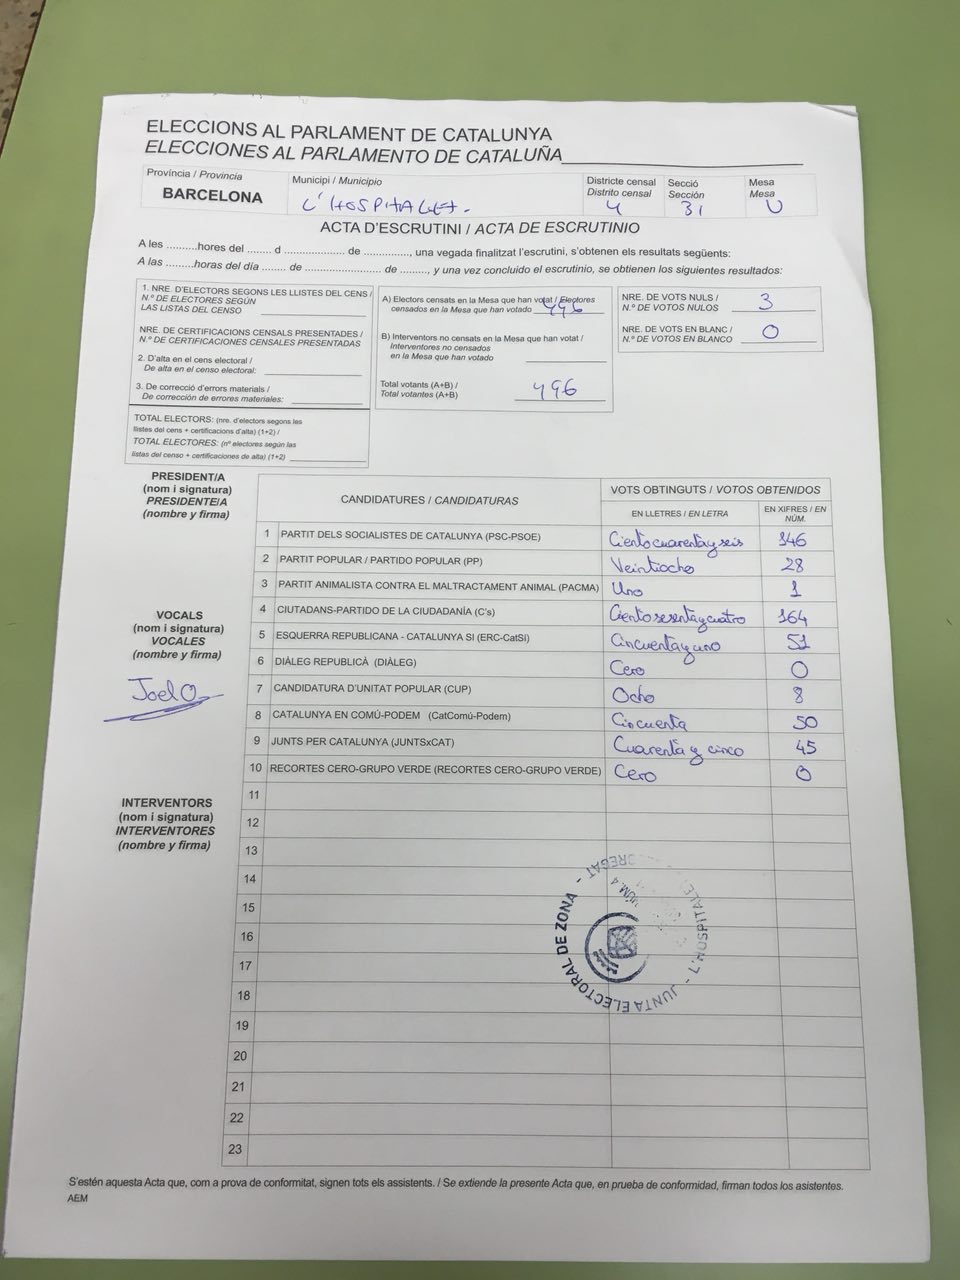 ELECCIONS AL PARLAMENT DE CATALUNYA
ELECCIONES AL PARLAMENTO DE CATALUÑA
Província / Provincia
BARCELONA
Municipi / Municipio
L'HOSPITALET.
Districte censal
Distrito censal
4
Secció
Sección
31
Mesa
Mesa
U
ACTA D'ESCRUTINI / ACTA DE ESCRUTINIO
A les ..........hores del ........ d ..................... de ................, una vegada finalitzat l'escrutini, s'obtenen els resultats següents:
A las .........horas del día ........ de ........................... de ........., y una vez concluido el escrutinio, se obtienen los siguientes resultados:
1. NRE. D'ELECTORS SEGONS LES LLISTES DEL CENS /
N.º DE ELECTORES SEGÚN
LAS LISTAS DEL CENSO
NRE. DE CERTIFICACIONS CENSALS PRESENTADES /
N.º DE CERTIFICACIONES CENSALES PRESENTADAS
2. D'alta en el cens electoral /
De alta en el censo electoral:
3. De correcció d'errors materials /
De corrección de errores materiales:
TOTAL ELECTORS: (nre. d'electors segons les
llistes del cens + certificacions d'alta) (1+2) /
TOTAL ELECTORES: (nº electores según las
listas del censo + certificaciones de alta) (1+2)
A) Electors censats en la Mesa que han votat / Electores
censados en la Mesa que han votado 496
B) Interventors no censats en la Mesa que han votat /
Interventores no censados
en la Mesa que han votado
Total votants (A+B) /
Total votantes (A+B)
496
NRE. DE VOTS NULS /
N.º DE VOTOS NULOS
3
NRE. DE VOTS EN BLANC /
N.º DE VOTOS EN BLANCO
0
PRESIDENT/A
(nom i signatura)
PRESIDENTE/A
(nombre y firma)
VOCALS
(nom i signatura)
VOCALES
(nombre y firma)
Joel O.
INTERVENTORS
(nom i signatura)
INTERVENTORES
(nombre y firma)
CANDIDATURES / CANDIDATURAS
VOTS OBTINGUTS / VOTOS OBTENIDOS
EN LLETRES / EN LETRA
EN XIFRES / EN
NÚM.
1 PARTIT DELS SOCIALISTES DE CATALUNYA (PSC-PSOE) Ciento cuarenta y seis 146
2 PARTIT POPULAR / PARTIDO POPULAR (PP) Veintiocho 28
3 PARTIT ANIMALISTA CONTRA EL MALTRACTAMENT ANIMAL (PACMA) Uno 1
4 CIUTADANS-PARTIDO DE LA CIUDADANÍA (C's) Ciento sesenta y cuatro 164
5 ESQUERRA REPUBLICANA - CATALUNYA SI (ERC-CatSi) Cincuenta y uno 51
6 DIÀLEG REPUBLICÀ (DIÀLEG) Cero 0
7 CANDIDATURA D'UNITAT POPULAR (CUP) Ocho 8
8 CATALUNYA EN COMÚ-PODEM (CatComú-Podem) Cincuenta 50
9 JUNTS PER CATALUNYA (JUNTSxCAT) Cuarenta y cinco 45
10 RECORTES CERO-GRUPO VERDE (RECORTES CERO-GRUPO VERDE) Cero 0
11
12
13
14
15
16
17
18
19
20
21
22
23
JUNTA ELECTORAL DE ZONA -
NÚM. 4
S'estén aquesta Acta que, com a prova de conformitat, signen tots els assistents. / Se extiende la presente Acta que, en prueba de conformidad, firman todos los asistentes.
AEM